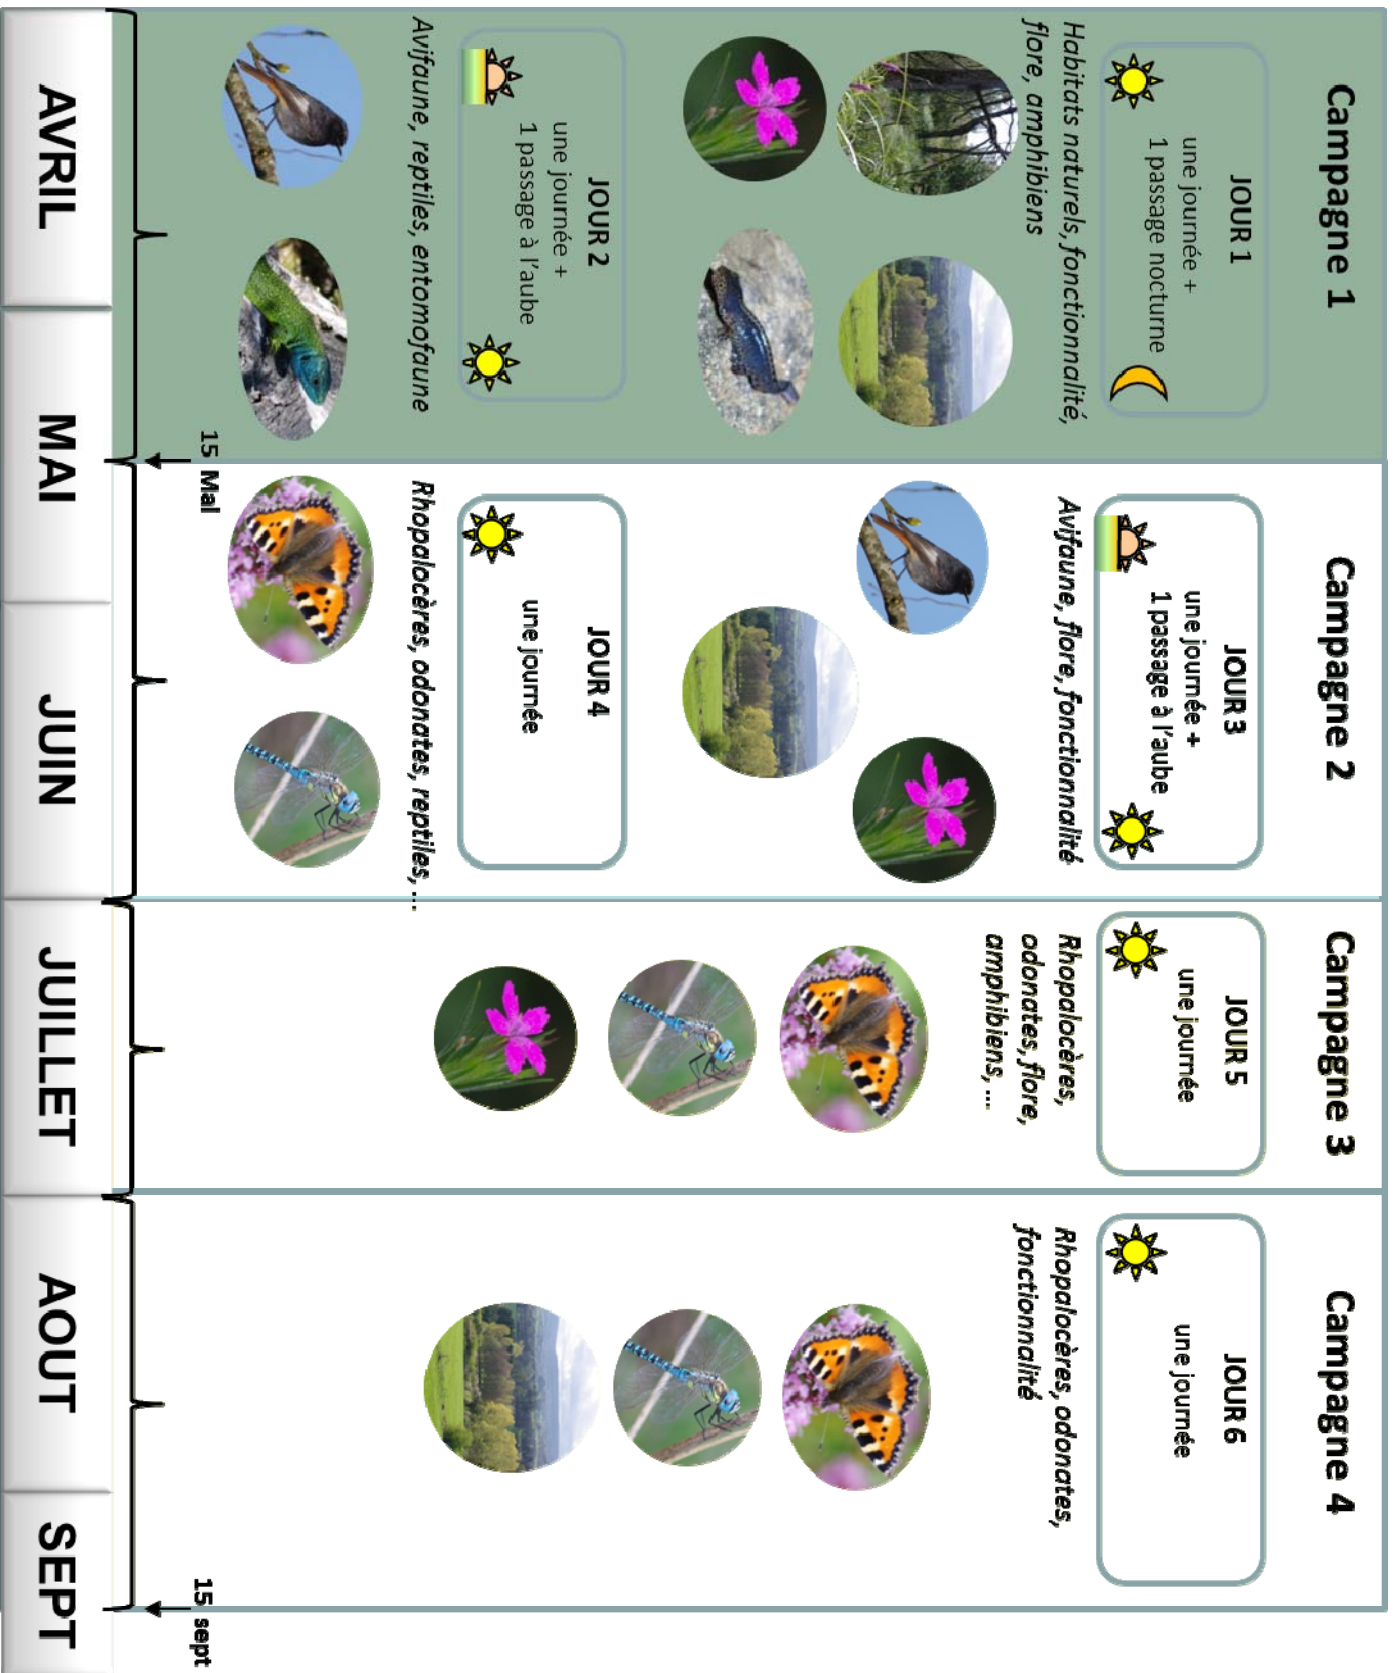 Campagne 1
JOUR 1
une journée +
1 passage nocturne
Habitats naturels, fonctionnalité,
flore, amphibiens
JOUR 2
une journée +
1 passage à l'aube
Avifaune, reptiles, entomofaune
Campagne 2
JOUR 3
une journée +
1 passage à l'aube
Avifaune, flore, fonctionnalité
JOUR 4
une journée
Rhopalocères, odonates, reptiles, ...
Campagne 3
JOUR 5
une journée
Rhopalocères,
odonates, flore,
amphibiens, ...
Campagne 4
JOUR 6
une journée
Rhopalocères, odonates,
fonctionnalité
15 Mai
15 sept
AVRIL
MAI
JUIN
JUILLET
AOUT
SEPT